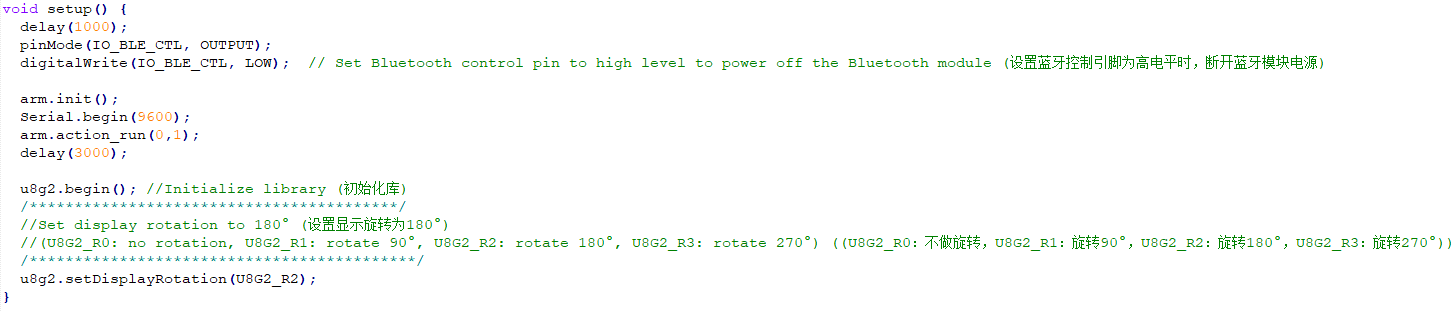 void setup() {
  delay(1000);
  pinMode(IO_BLE_CTL, OUTPUT);
  digitalWrite(IO_BLE_CTL, LOW);  // Set Bluetooth control pin to high level to power off the Bluetooth module (设置蓝牙控制引脚为高电平时，断开蓝牙模块电源)
  arm.init();
  Serial.begin(9600);
  arm.action_run(0,1);
  delay(3000);
  u8g2.begin(); //Initialize library (初始化库)
  /*****************************************/
  //Set display rotation to 180° (设置显示旋转为180°)
  //(U8G2_R0: no rotation, U8G2_R1: rotate 90°, U8G2_R2: rotate 180°, U8G2_R3: rotate 270°) ((U8G2_R0：不做旋转，U8G2_R1：旋转90°，U8G2_R2：旋转180°，U8G2_R3：旋转270°))
  /*******************************************/
  u8g2.setDisplayRotation(U8G2_R2);
}